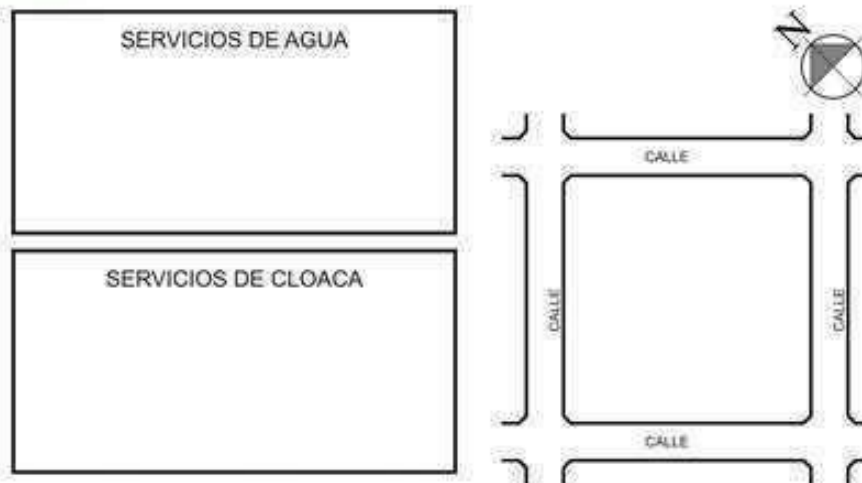 SERVICIOS DE AGUA
SERVICIOS DE CLOACA
N
CALLE
CALLE
CALLE
CALLE